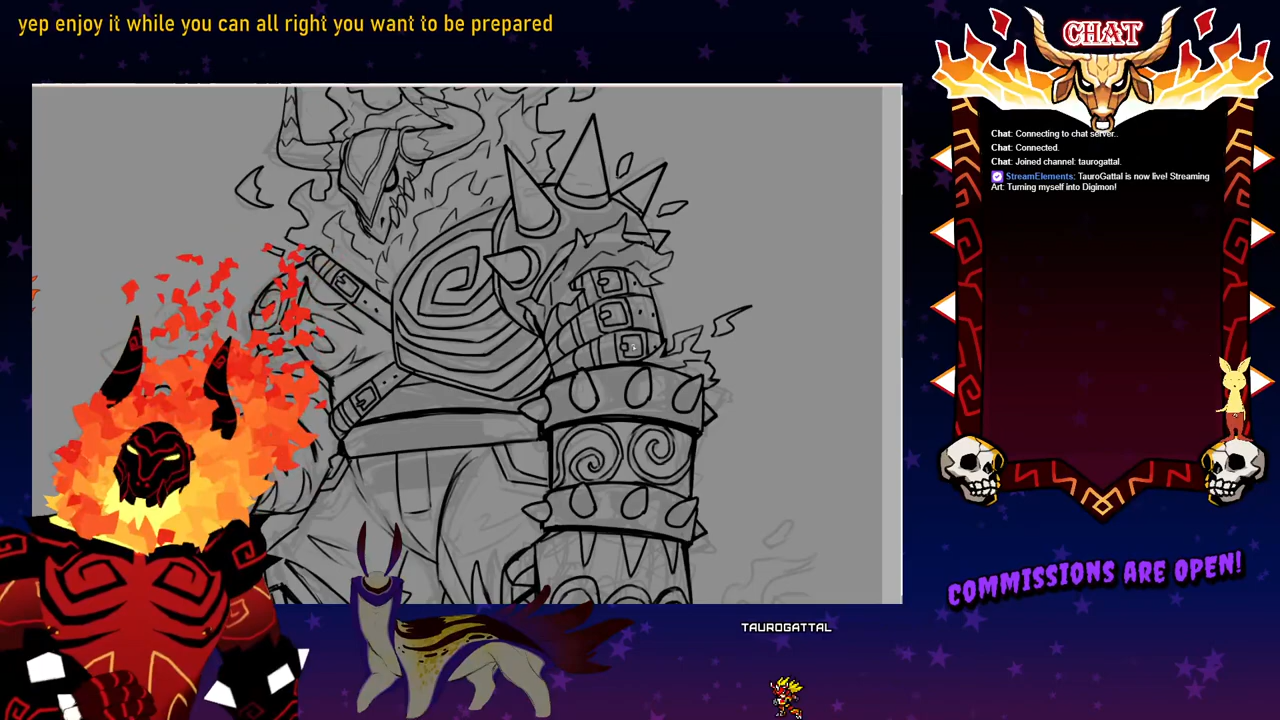 yep enjoy it while you can all right you want to be prepared
CHAT
Chat: Connecting to chat server..
Chat: Connected.
Chat: Joined channel: taurogattal.
StreamElements: TauroGattal is now live! Streaming
Art: Turning myself into Digimon!
COMMISSIONS ARE OPEN!
TAUROGATTAL